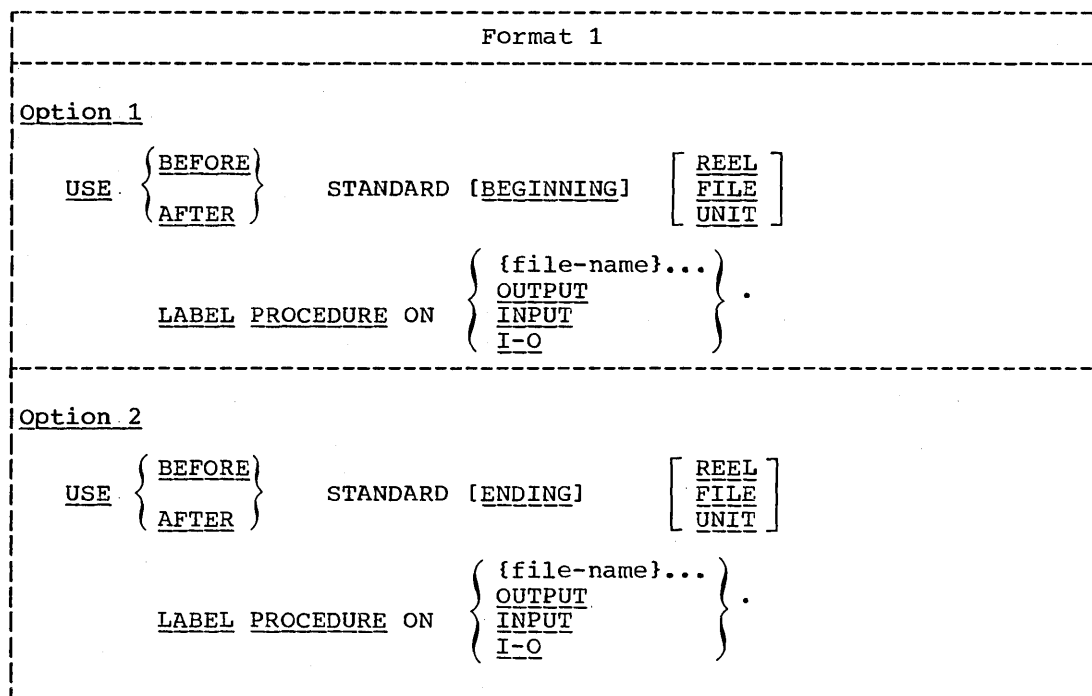 Format 1
Option 1
BEFORE REEL
USE STANDARD [BEGINNING] FILE
AFTER UNIT
{file-name}...
OUTPUT
LABEL PROCEDURE ON INPUT .
I-O
Option 2
BEFORE REEL
USE STANDARD [ENDING] FILE
AFTER UNIT
{file-name}...
OUTPUT
LABEL PROCEDURE ON INPUT .
I-O